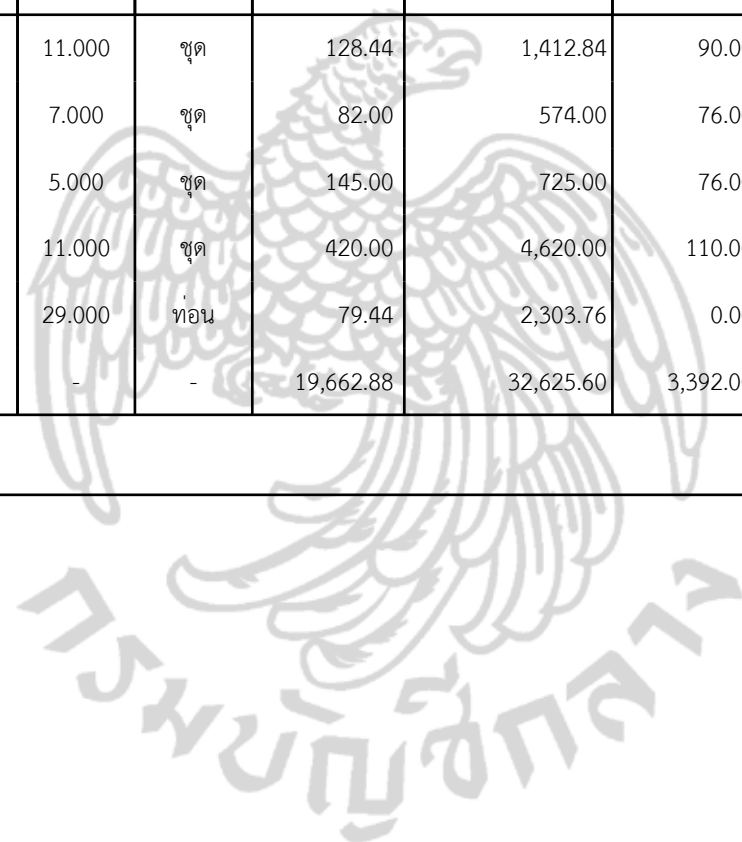 11.000 ชุด 128.44 1,412.84 90.0
7.000 ชุด 82.00 574.00 76.0
5.000 ชุด 145.00 725.00 76.0
11.000 ชุด 420.00 4,620.00 110.0
29.000 ท่อน 79.44 2,303.76 0.0
- - 19,662.88 32,625.60 3,392.0
กรมบัญชีกลาง